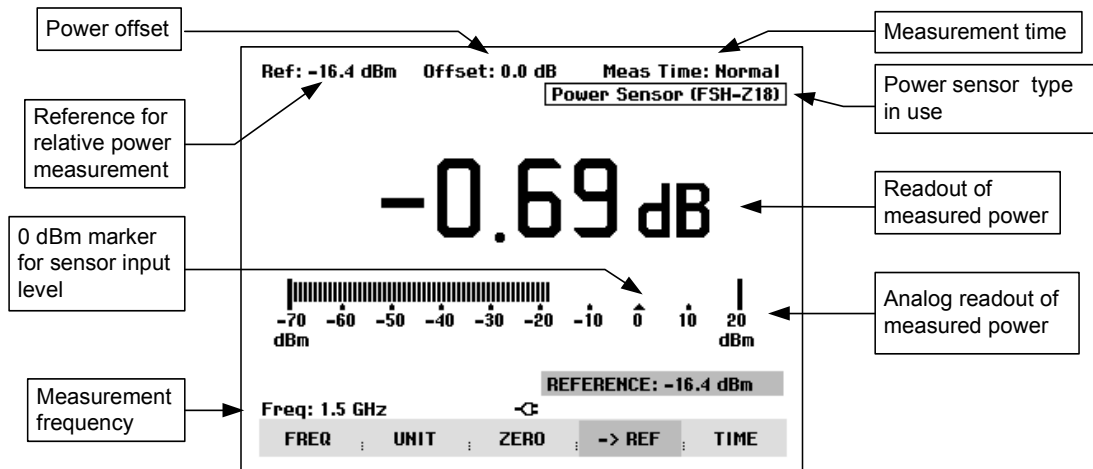 Power offset
Measurement time
Ref: -16.4 dBm Offset: 0.0 dB Meas Time: Normal
Power Sensor (FSH-Z18)
Power sensor type
in use
Reference for
relative power
measurement
-0.69 dB
Readout of
measured power
0 dBm marker
for sensor input
level
-70 -60 -50 -40 -30 -20 -10 0 10 20
dBm dBm
Analog readout of
measured power
REFERENCE: -16.4 dBm
Measurement
frequency
Freq: 1.5 GHz
FREQ UNIT ZERO -> REF TIME